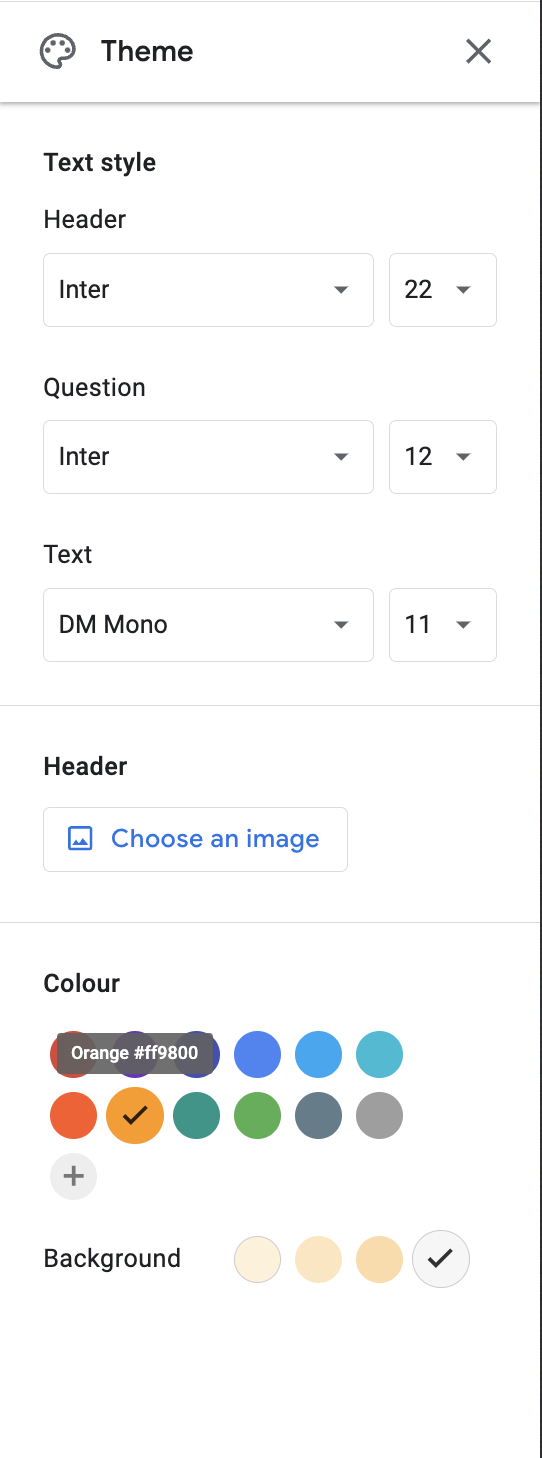 Theme
Text style
Header
Inter 22
Question
Inter 12
Text
DM Mono 11
Header
Choose an image
Colour
Orange #ff9800
Background